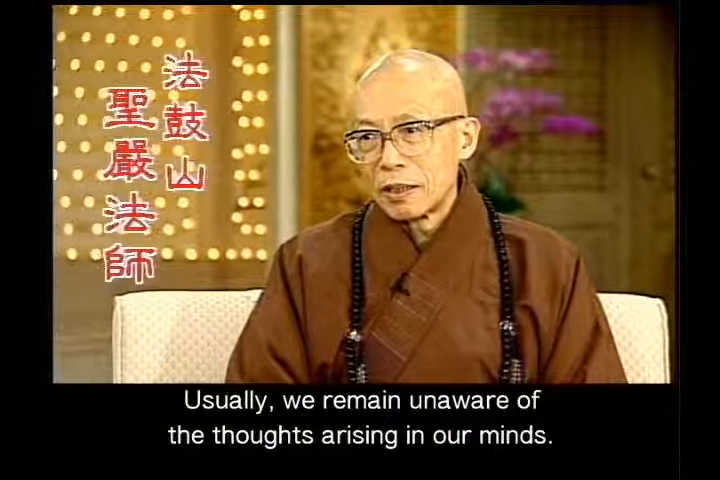 法鼓山
聖嚴法師
Usually, we remain unaware of
the thoughts arising in our minds.